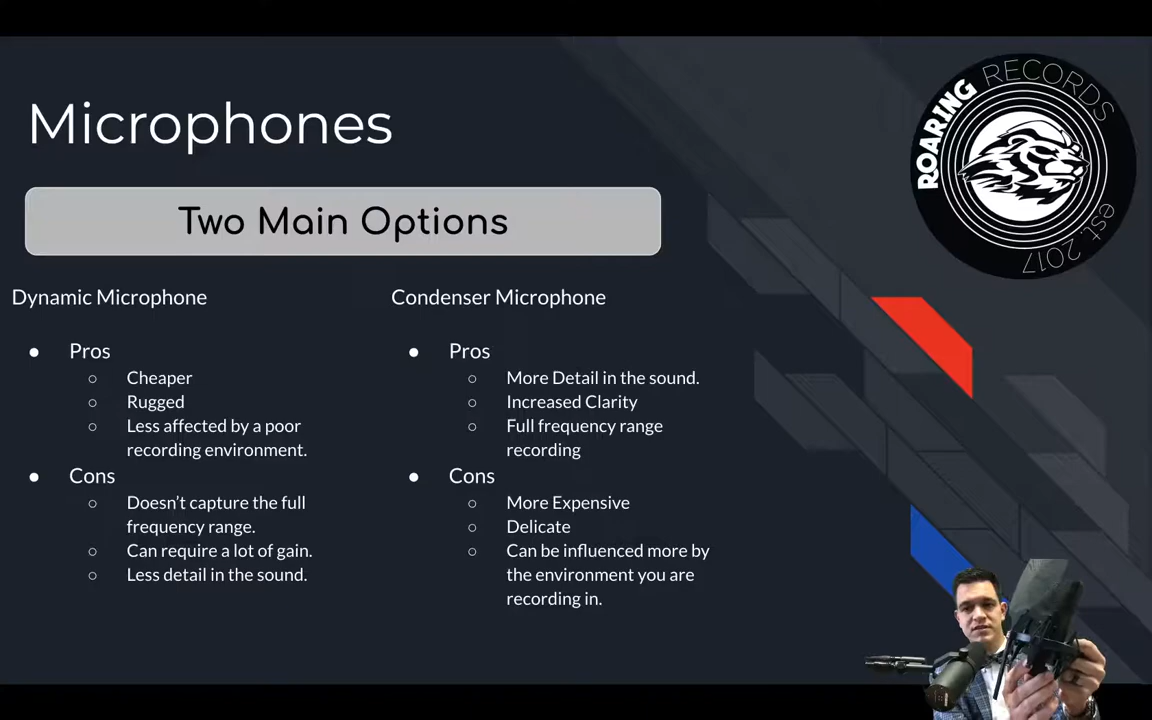 Microphones
ROARING RECORDS
est. 2017
Two Main Options
Dynamic Microphone
● Pros
○ Cheaper
○ Rugged
○ Less affected by a poor
recording environment.
● Cons
○ Doesn't capture the full
frequency range.
○ Can require a lot of gain.
○ Less detail in the sound.
Condenser Microphone
● Pros
○ More Detail in the sound.
○ Increased Clarity
○ Full frequency range
recording
● Cons
○ More Expensive
○ Delicate
○ Can be influenced more by
the environment you are
recording in.